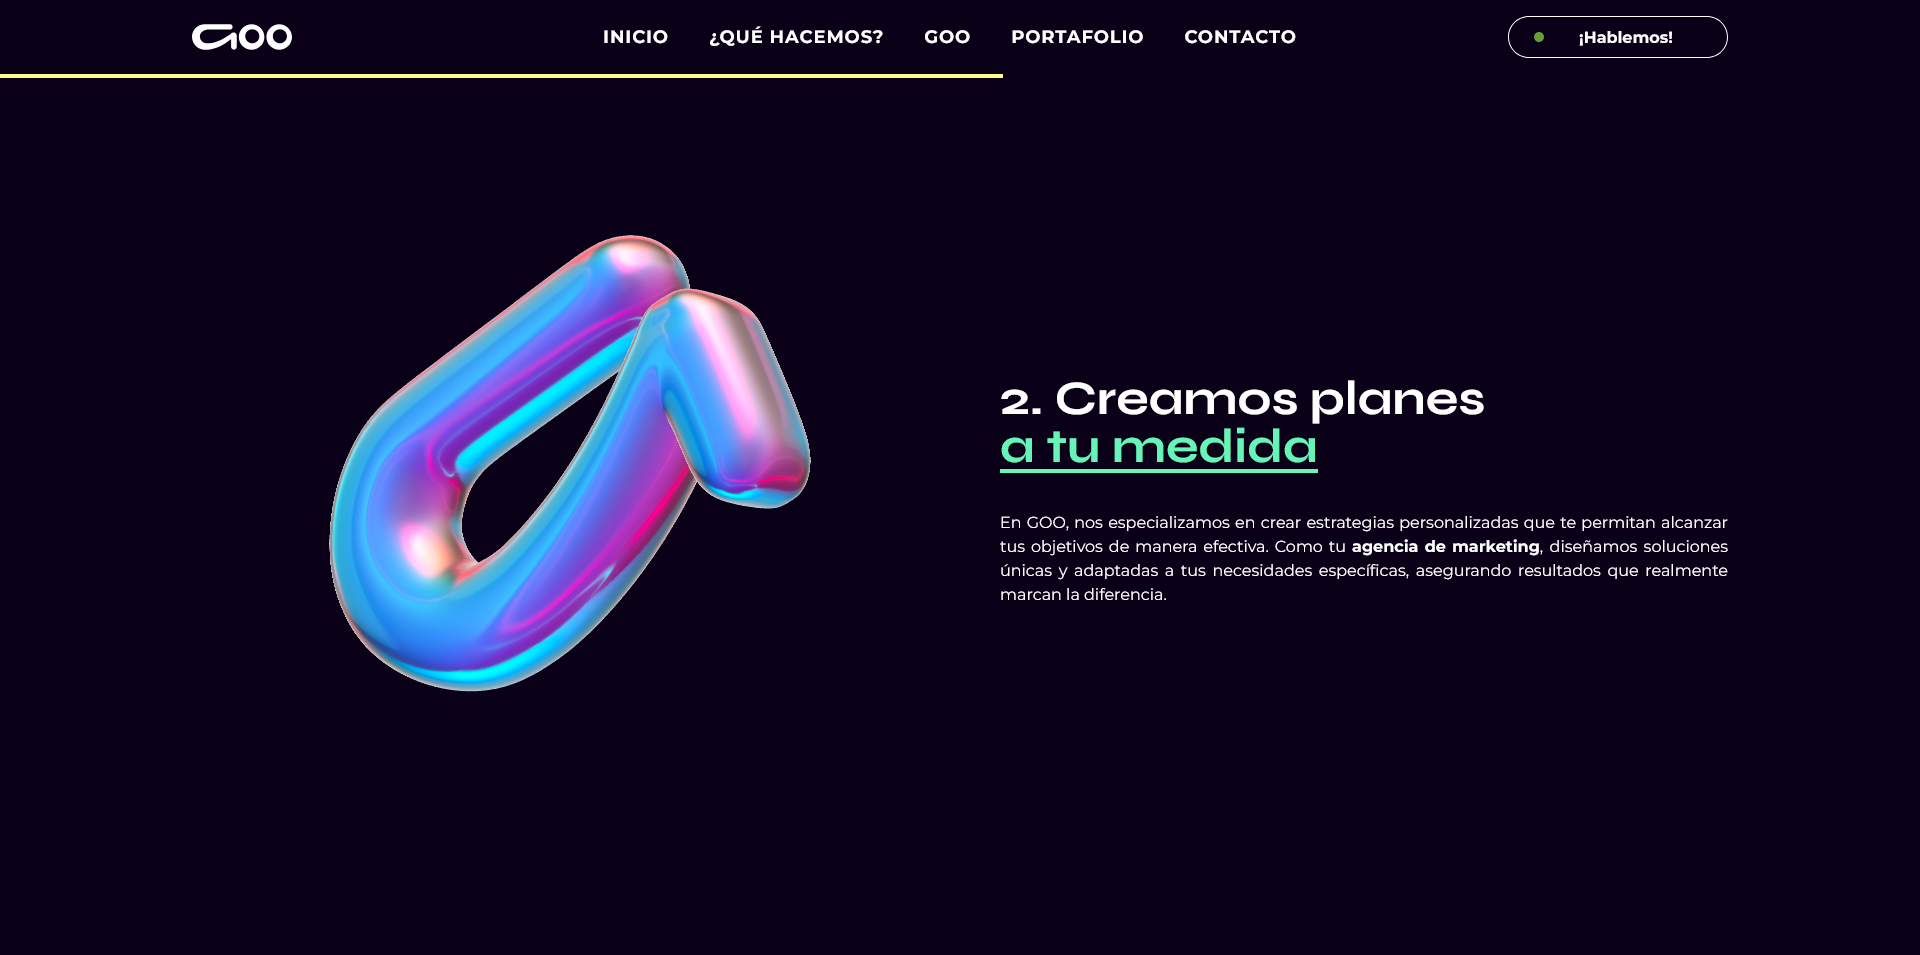 GOO
INICIO
¿QUÉ HACEMOS?
GOO
PORTAFOLIO
CONTACTO
¡Hablemos!
2. Creamos planes
a tu medida
En GOO, nos especializamos en crear estrategias personalizadas que te permitan alcanzar
tus objetivos de manera efectiva. Como tu agencia de marketing, diseñamos soluciones
únicas y adaptadas a tus necesidades específicas, asegurando resultados que realmente
marcan la diferencia.